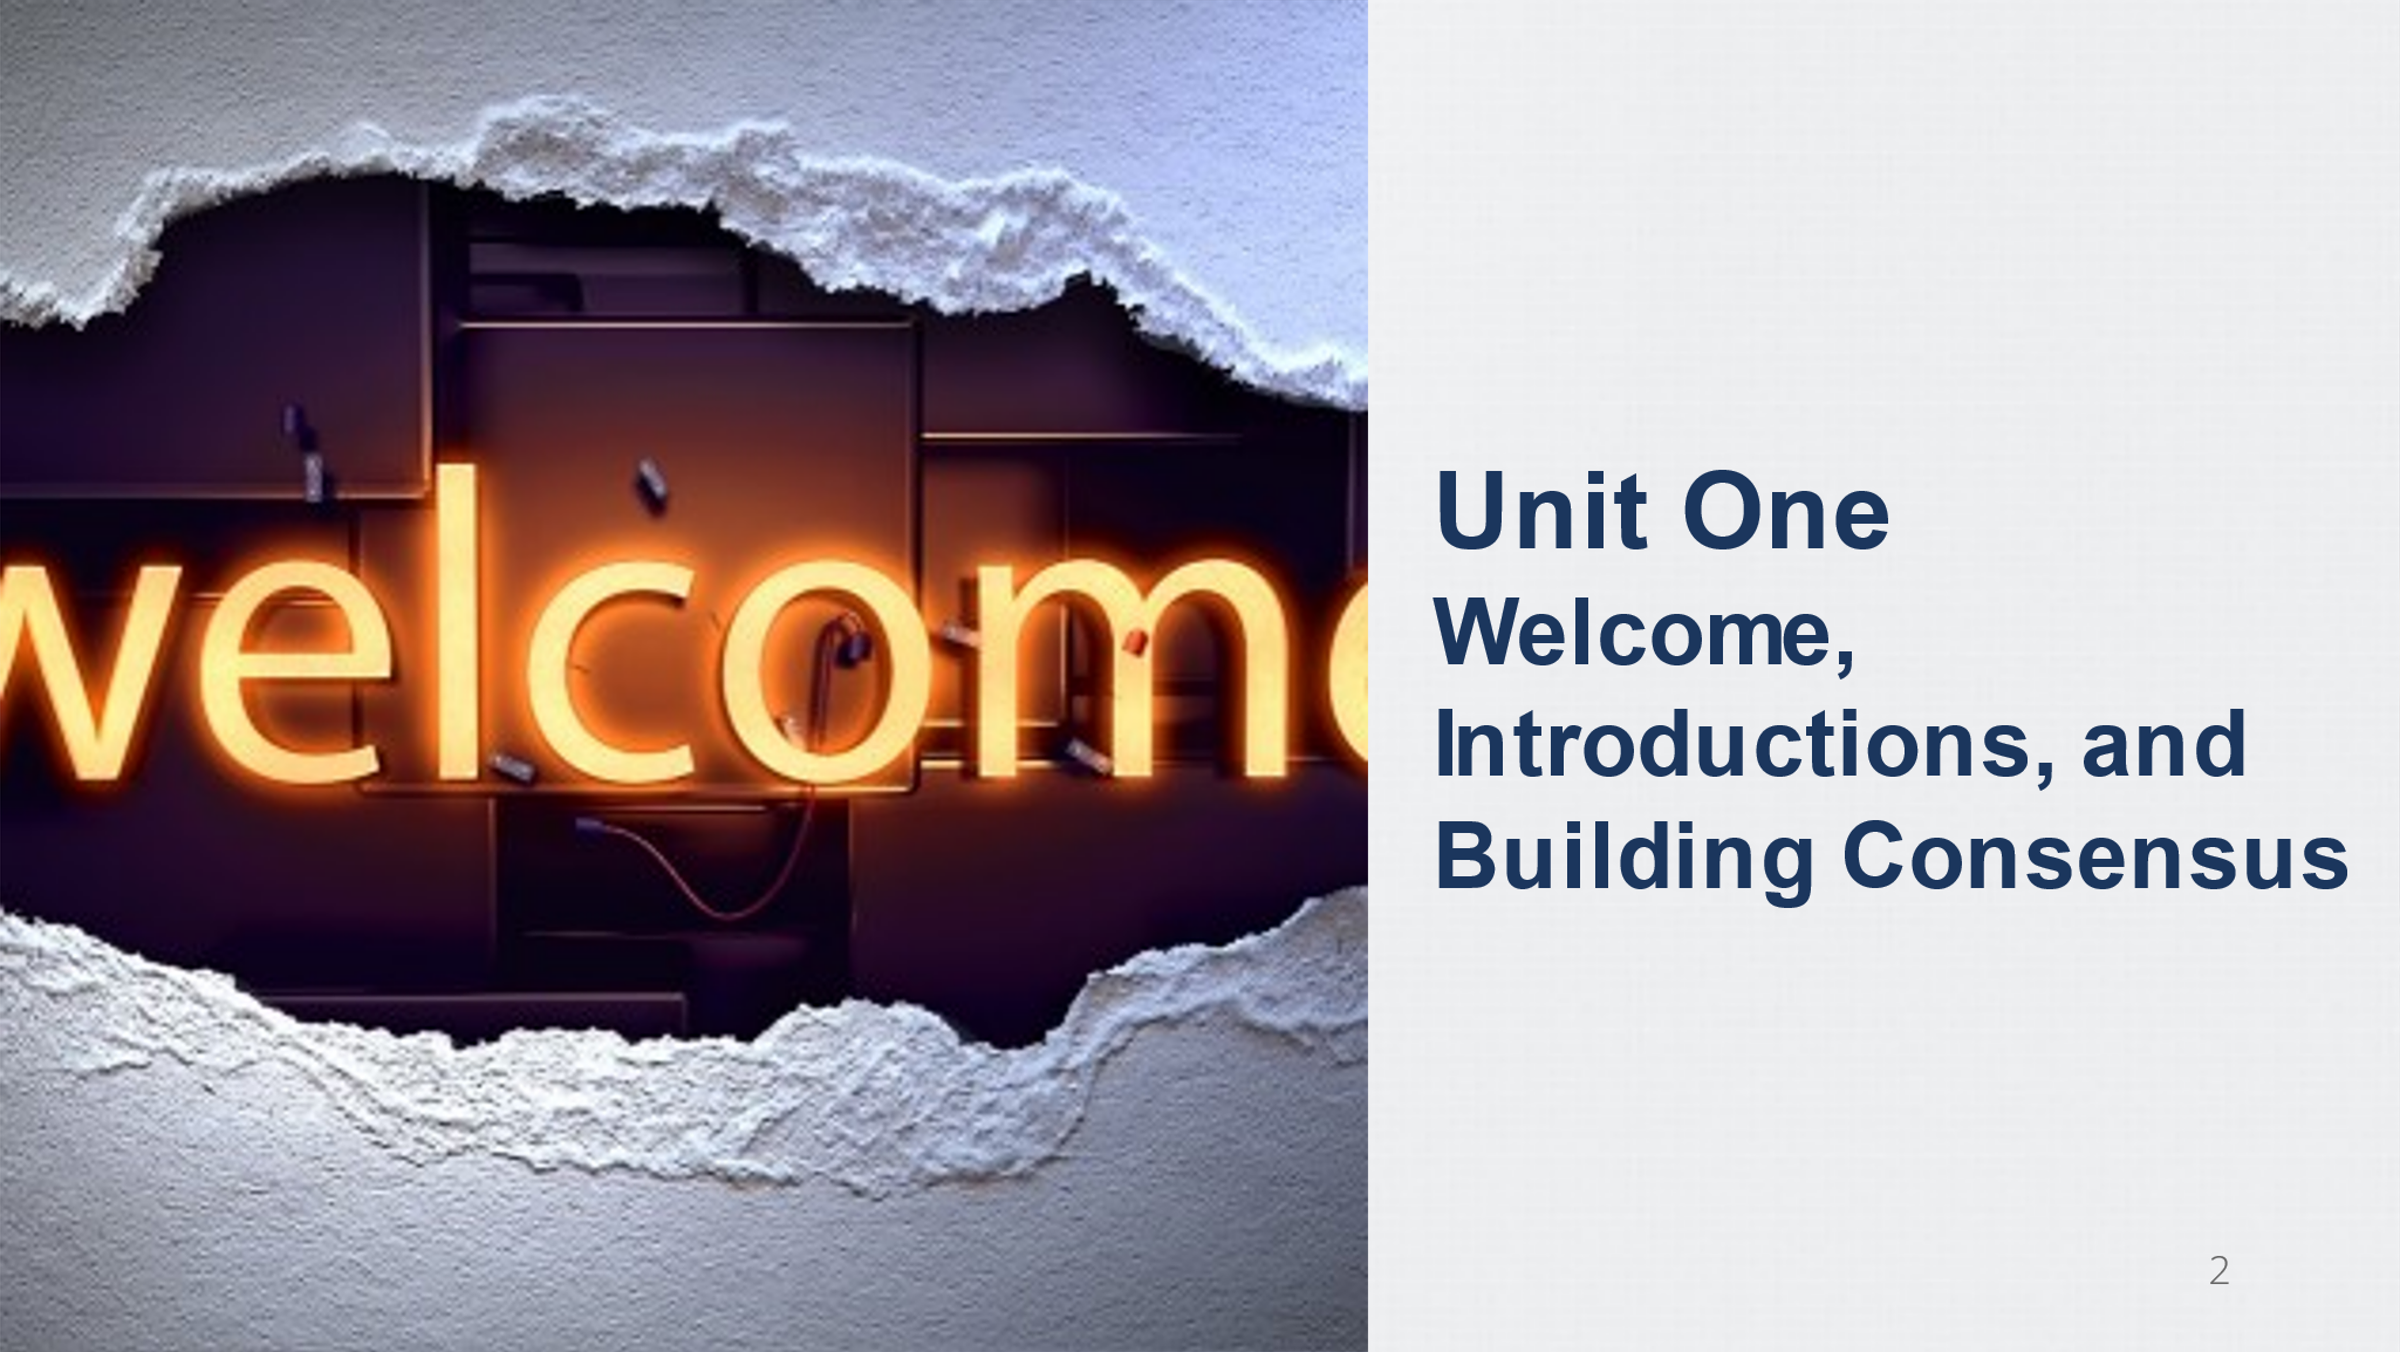 welcome
Unit One
Welcome,
Introductions, and
Building Consensus
2